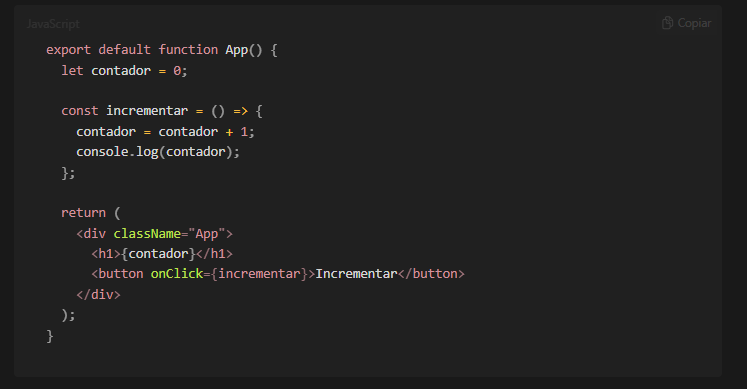 JavaScript
Copiar
export default function App() {
  let contador = 0;

  const incrementar = () => {
    contador = contador + 1;
    console.log(contador);
  };

  return (
    <div className="App">
      <h1>{contador}</h1>
      <button onClick={incrementar}>Incrementar</button>
    </div>
  );
}